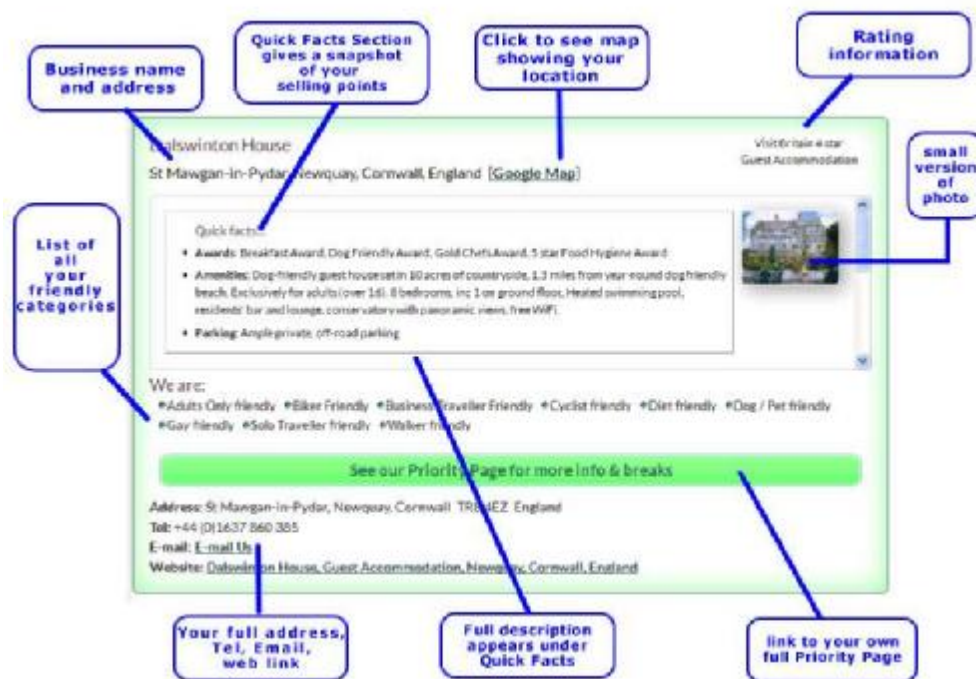 Quick Facts Section
gives a snapshot
of your
selling points
Click to see map
showing your
location
Rating
information
Business name
and address
Dalswinton House
St Mawgan-in-Pydar, Newquay, Cornwall, England [Google Map]
VisitBritain 4 star
Guest Accommodation
small
version
of
photo
List of
all
your
friendly
categories
Quick facts:
• Awards: Breakfast Award, Dog Friendly Award, Gold Chefs Award, 5 star Food Hygiene Award
• Amenities: Dog-friendly guest house set in 10 acres of countryside, 1.3 miles from year-round dog friendly
beach. Exclusively for adults (over 16). 8 bedrooms, inc 1 on ground floor, Heated swimming pool,
residents' bar and lounge, conservatory with panoramic views, free WiFi.
• Parking: Ample private, off-road parking
We are:
Adults Only friendly Biker Friendly Business Traveller Friendly Cyclist friendly Diet friendly Dog / Pet friendly
Gay friendly Solo Traveller friendly Walker friendly
See our Priority Page for more info & breaks
Address: St Mawgan-in-Pydar, Newquay, Cornwall TR8 4EZ England
Tel: +44 (0)1637 860 385
E-mail: E-mail Us
Website: Dalswinton House, Guest Accommodation, Newquay, Cornwall, England
Your full address,
Tel, Email,
web link
Full description
appears under
Quick Facts
link to your own
full Priority Page